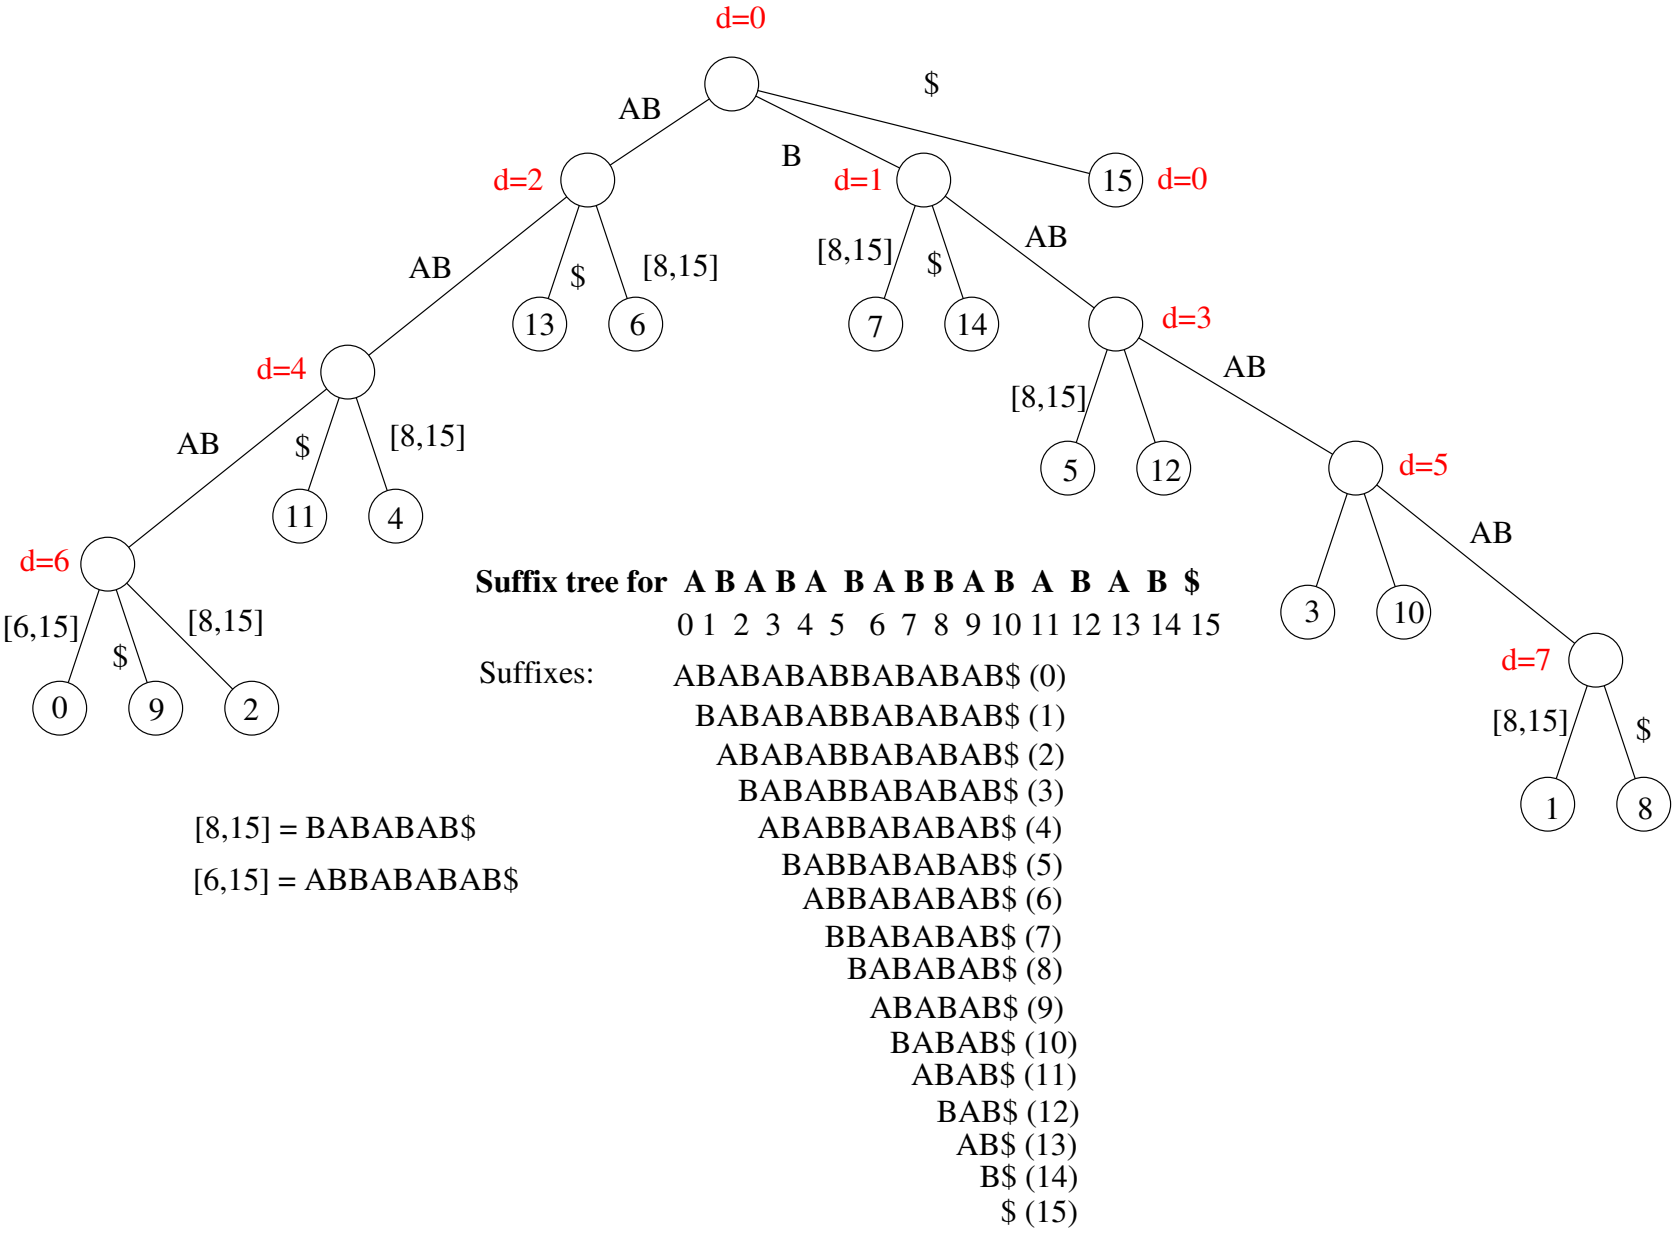 d=0
$
AB
B
d=2
d=1
15
d=0
AB
[8,15]
[8,15]
AB
$
$
13
6
7
14
d=3
d=4
AB
[8,15]
AB
[8,15]
$
5
12
d=5
11
4
AB
d=6
Suffix tree for A B A B A B A B B A B A B A B $
0 1 2 3 4 5 6 7 8 9 10 11 12 13 14 15
3
10
[6,15]
[8,15]
$
d=7
0
9
2
[8,15]
$
1
8
Suffixes:
ABABABABBABABAB$ (0)
BABABABBABABAB$ (1)
ABABABBABABAB$ (2)
BABABBABABAB$ (3)
ABABBABABAB$ (4)
BABBABABAB$ (5)
ABBABABAB$ (6)
BBABABAB$ (7)
BABABAB$ (8)
ABABAB$ (9)
BABAB$ (10)
ABAB$ (11)
BAB$ (12)
AB$ (13)
B$ (14)
$ (15)
[8,15] = BABABAB$
[6,15] = ABBABABAB$